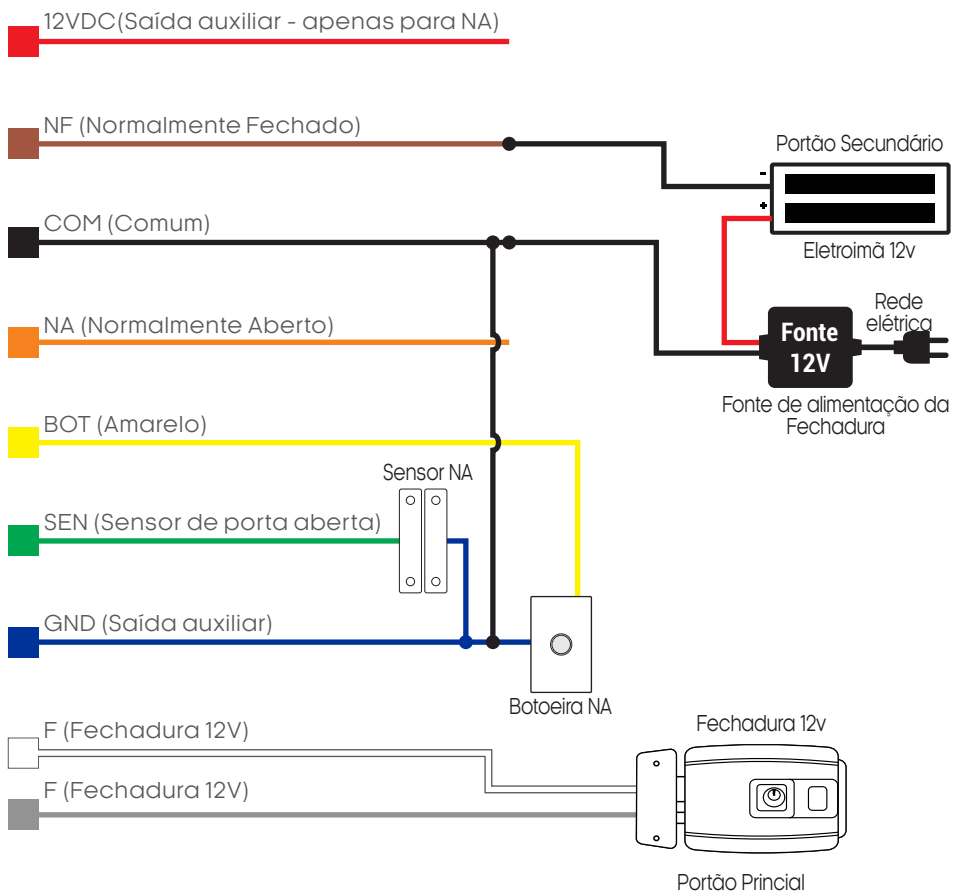 12VDC(Saída auxiliar - apenas para NA)
NF (Normalmente Fechado)
Portão Secundário
-
+
COM (Comum)
Eletroimã 12v
NA (Normalmente Aberto)
Rede
elétrica
Fonte
12V
Fonte de alimentação da
Fechadura
BOT (Amarelo)
Sensor NA
SEN (Sensor de porta aberta)
GND (Saída auxiliar)
Botoeira NA
F (Fechadura 12V)
Fechadura 12v
F (Fechadura 12V)
Portão Princial